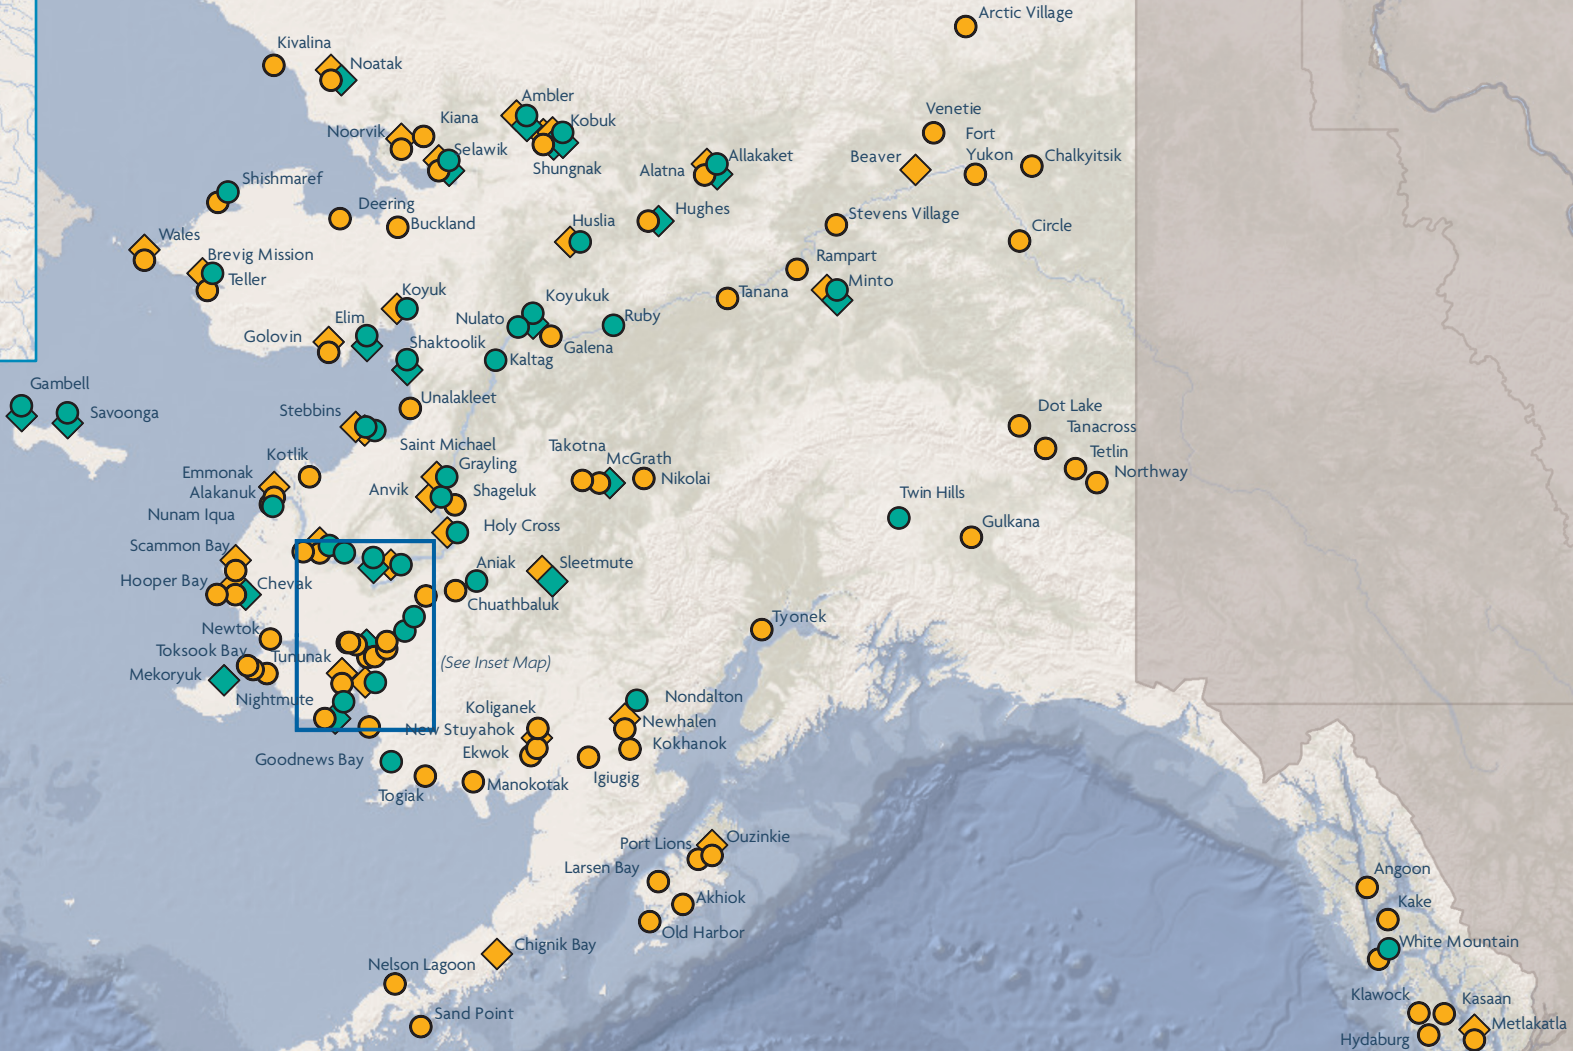 Arctic Village
Kivalina
Noatak
Ambler
Kobuk
Kiana
Noorvik
Selawik
Shungnak
Venetie
Fort
Yukon
Beaver
Chalkyitsik
Alatna
Allakaket
Shishmaref
Deering
Buckland
Huslia
Hughes
Stevens Village
Circle
Wales
Brevig Mission
Teller
Rampart
Minto
Tanana
Koyuk
Koyukuk
Nulato
Ruby
Elim
Golovin
Shaktoolik
Galena
Kaltag
Gambell
Savoonga
Unalakleet
Stebbins
Saint Michael
Dot Lake
Tanacross
Tetlin
Northway
Kotlik
Grayling
Takotna
McGrath
Nikolai
Emmonak
Alakanuk
Nunam Iqua
Anvik
Shageluk
Twin Hills
Gulkana
Holy Cross
Scammon Bay
Hooper Bay
Chevak
Aniak
Sleetmute
Chuathbaluk
Newtok
Toksook Bay
Tununak
Mekoryuk
Nightmute
(See Inset Map)
Tyonek
Koliganek
New Stuyahok
Ekwok
Nondalton
Newhalen
Kokhanok
Goodnews Bay
Togiak
Manokotak
Igiugig
Port Lions
Ouzinkie
Larsen Bay
Akhiok
Old Harbor
Chignik Bay
Nelson Lagoon
Sand Point
Angoon
Kake
White Mountain
Klawock
Kasaan
Metlakatla
Hydaburg